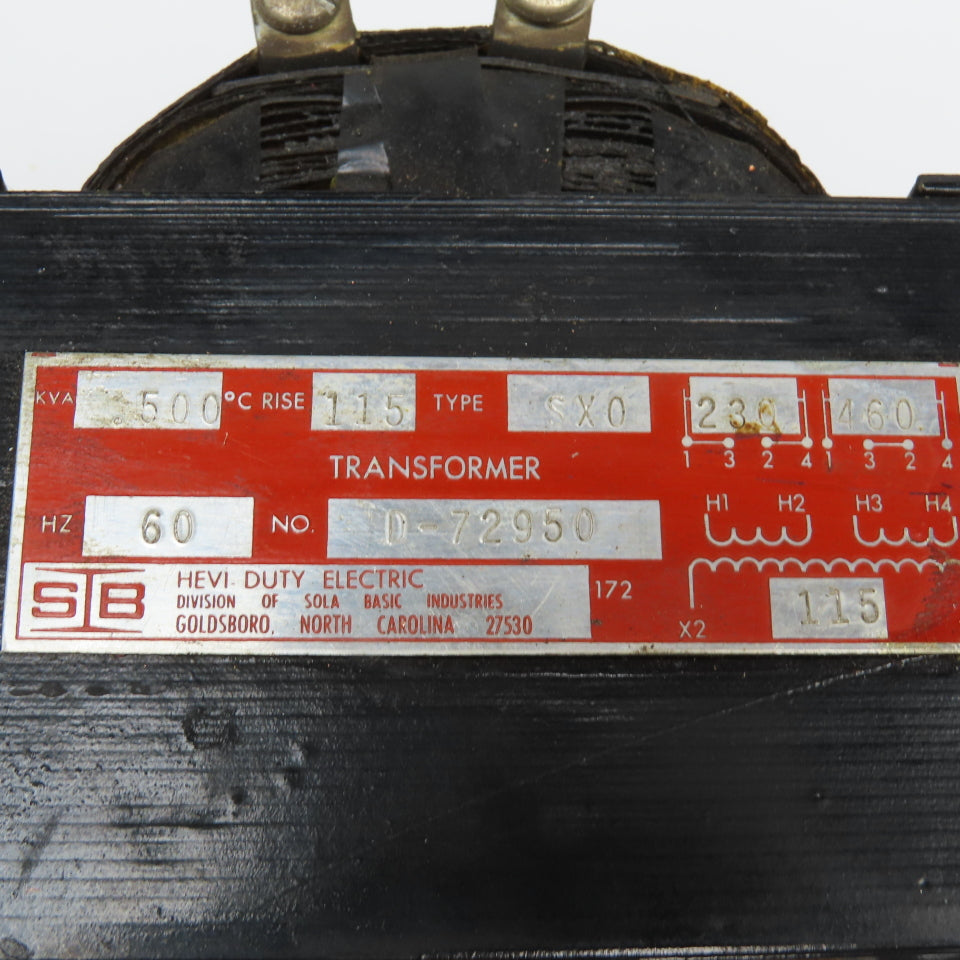 KVA .500 °C RISE 115 TYPE SX0 230 460
1 3 2 4 1 3 2 4
TRANSFORMER
H1 H2 H3 H4
HZ 60 NO. D-72950
SB HEVI-DUTY ELECTRIC 172
DIVISION OF SOLA BASIC INDUSTRIES
GOLDSBORO, NORTH CAROLINA 27530
X2 115